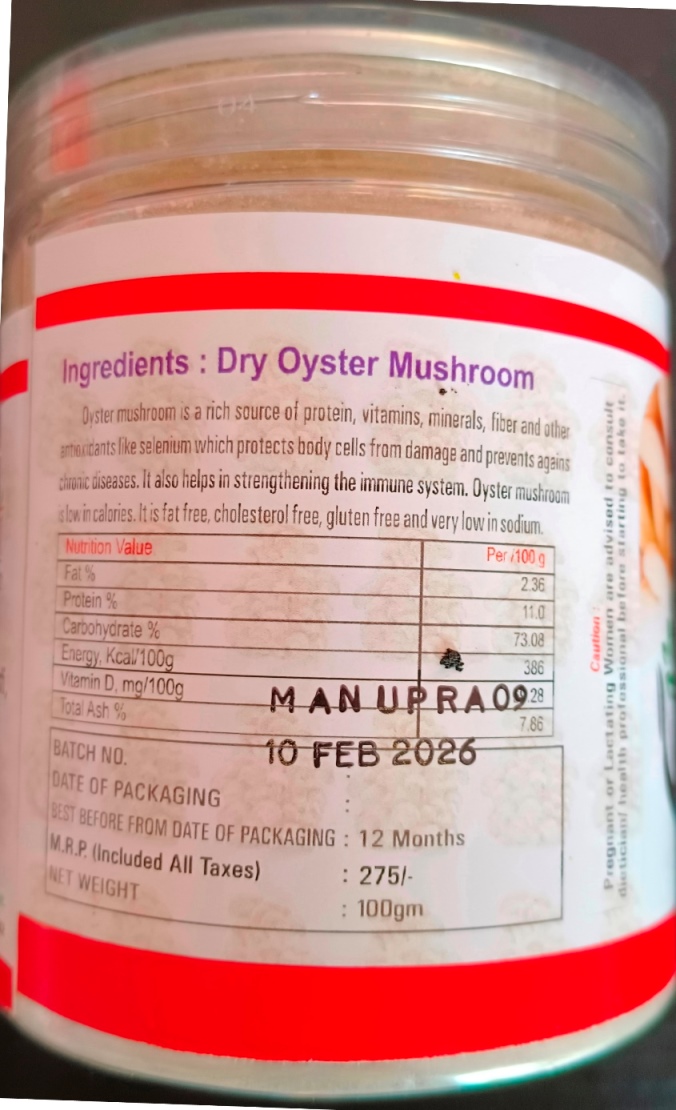 Ingredients : Dry Oyster Mushroom
Oyster mushroom is a rich source of protein, vitamins, minerals, fiber and other
antioxidants like selenium which protects body cells from damage and prevents agains
chronic diseases. It also helps in strengthening the immune system. Oyster mushroom
is low in calories. It is fat free, cholesterol free, gluten free and very low in sodium.
Nutrition Value Per /100 g
Fat % 2.36
Protein % 11.0
Carbohydrate % 73.08
Energy, Kcal/100g 386
Vitamin D, mg/100g 28
Total Ash % 7.86
MANUPRA09
10 FEB 2026
BATCH NO.
DATE OF PACKAGING :
BEST BEFORE FROM DATE OF PACKAGING : 12 Months
M.R.P. (Included All Taxes) : 275/-
NET WEIGHT : 100gm
Caution :
Pregnant or Lactating Women are advised to consult
dietician/ health professional before starting to take it.